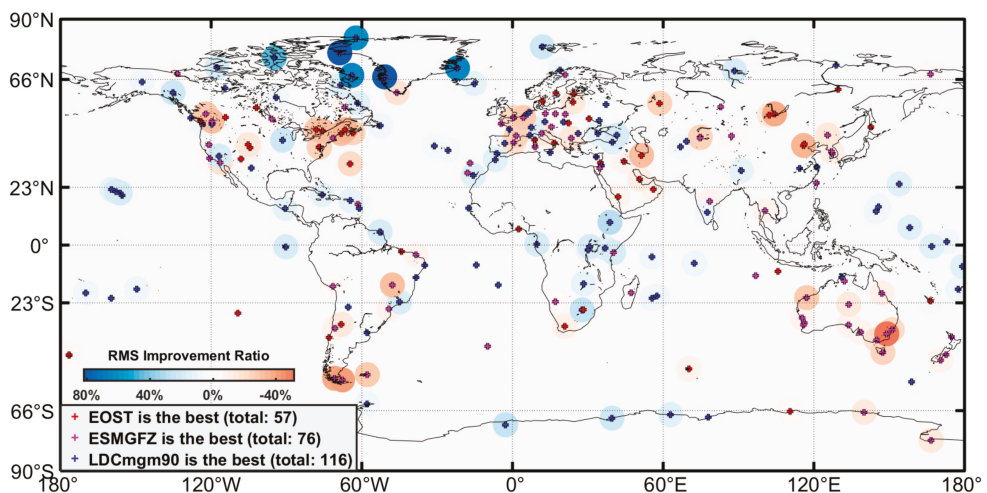 90°N
66°N
23°N
0°
23°S
66°S
90°S
RMS Improvement Ratio
80% 40% 0% -40%
+ EOST is the best (total: 57)
+ ESMGFZ is the best (total: 76)
+ LDCmgm90 is the best (total: 116)
180° 120°W 60°W 0° 60°E 120°E 180°